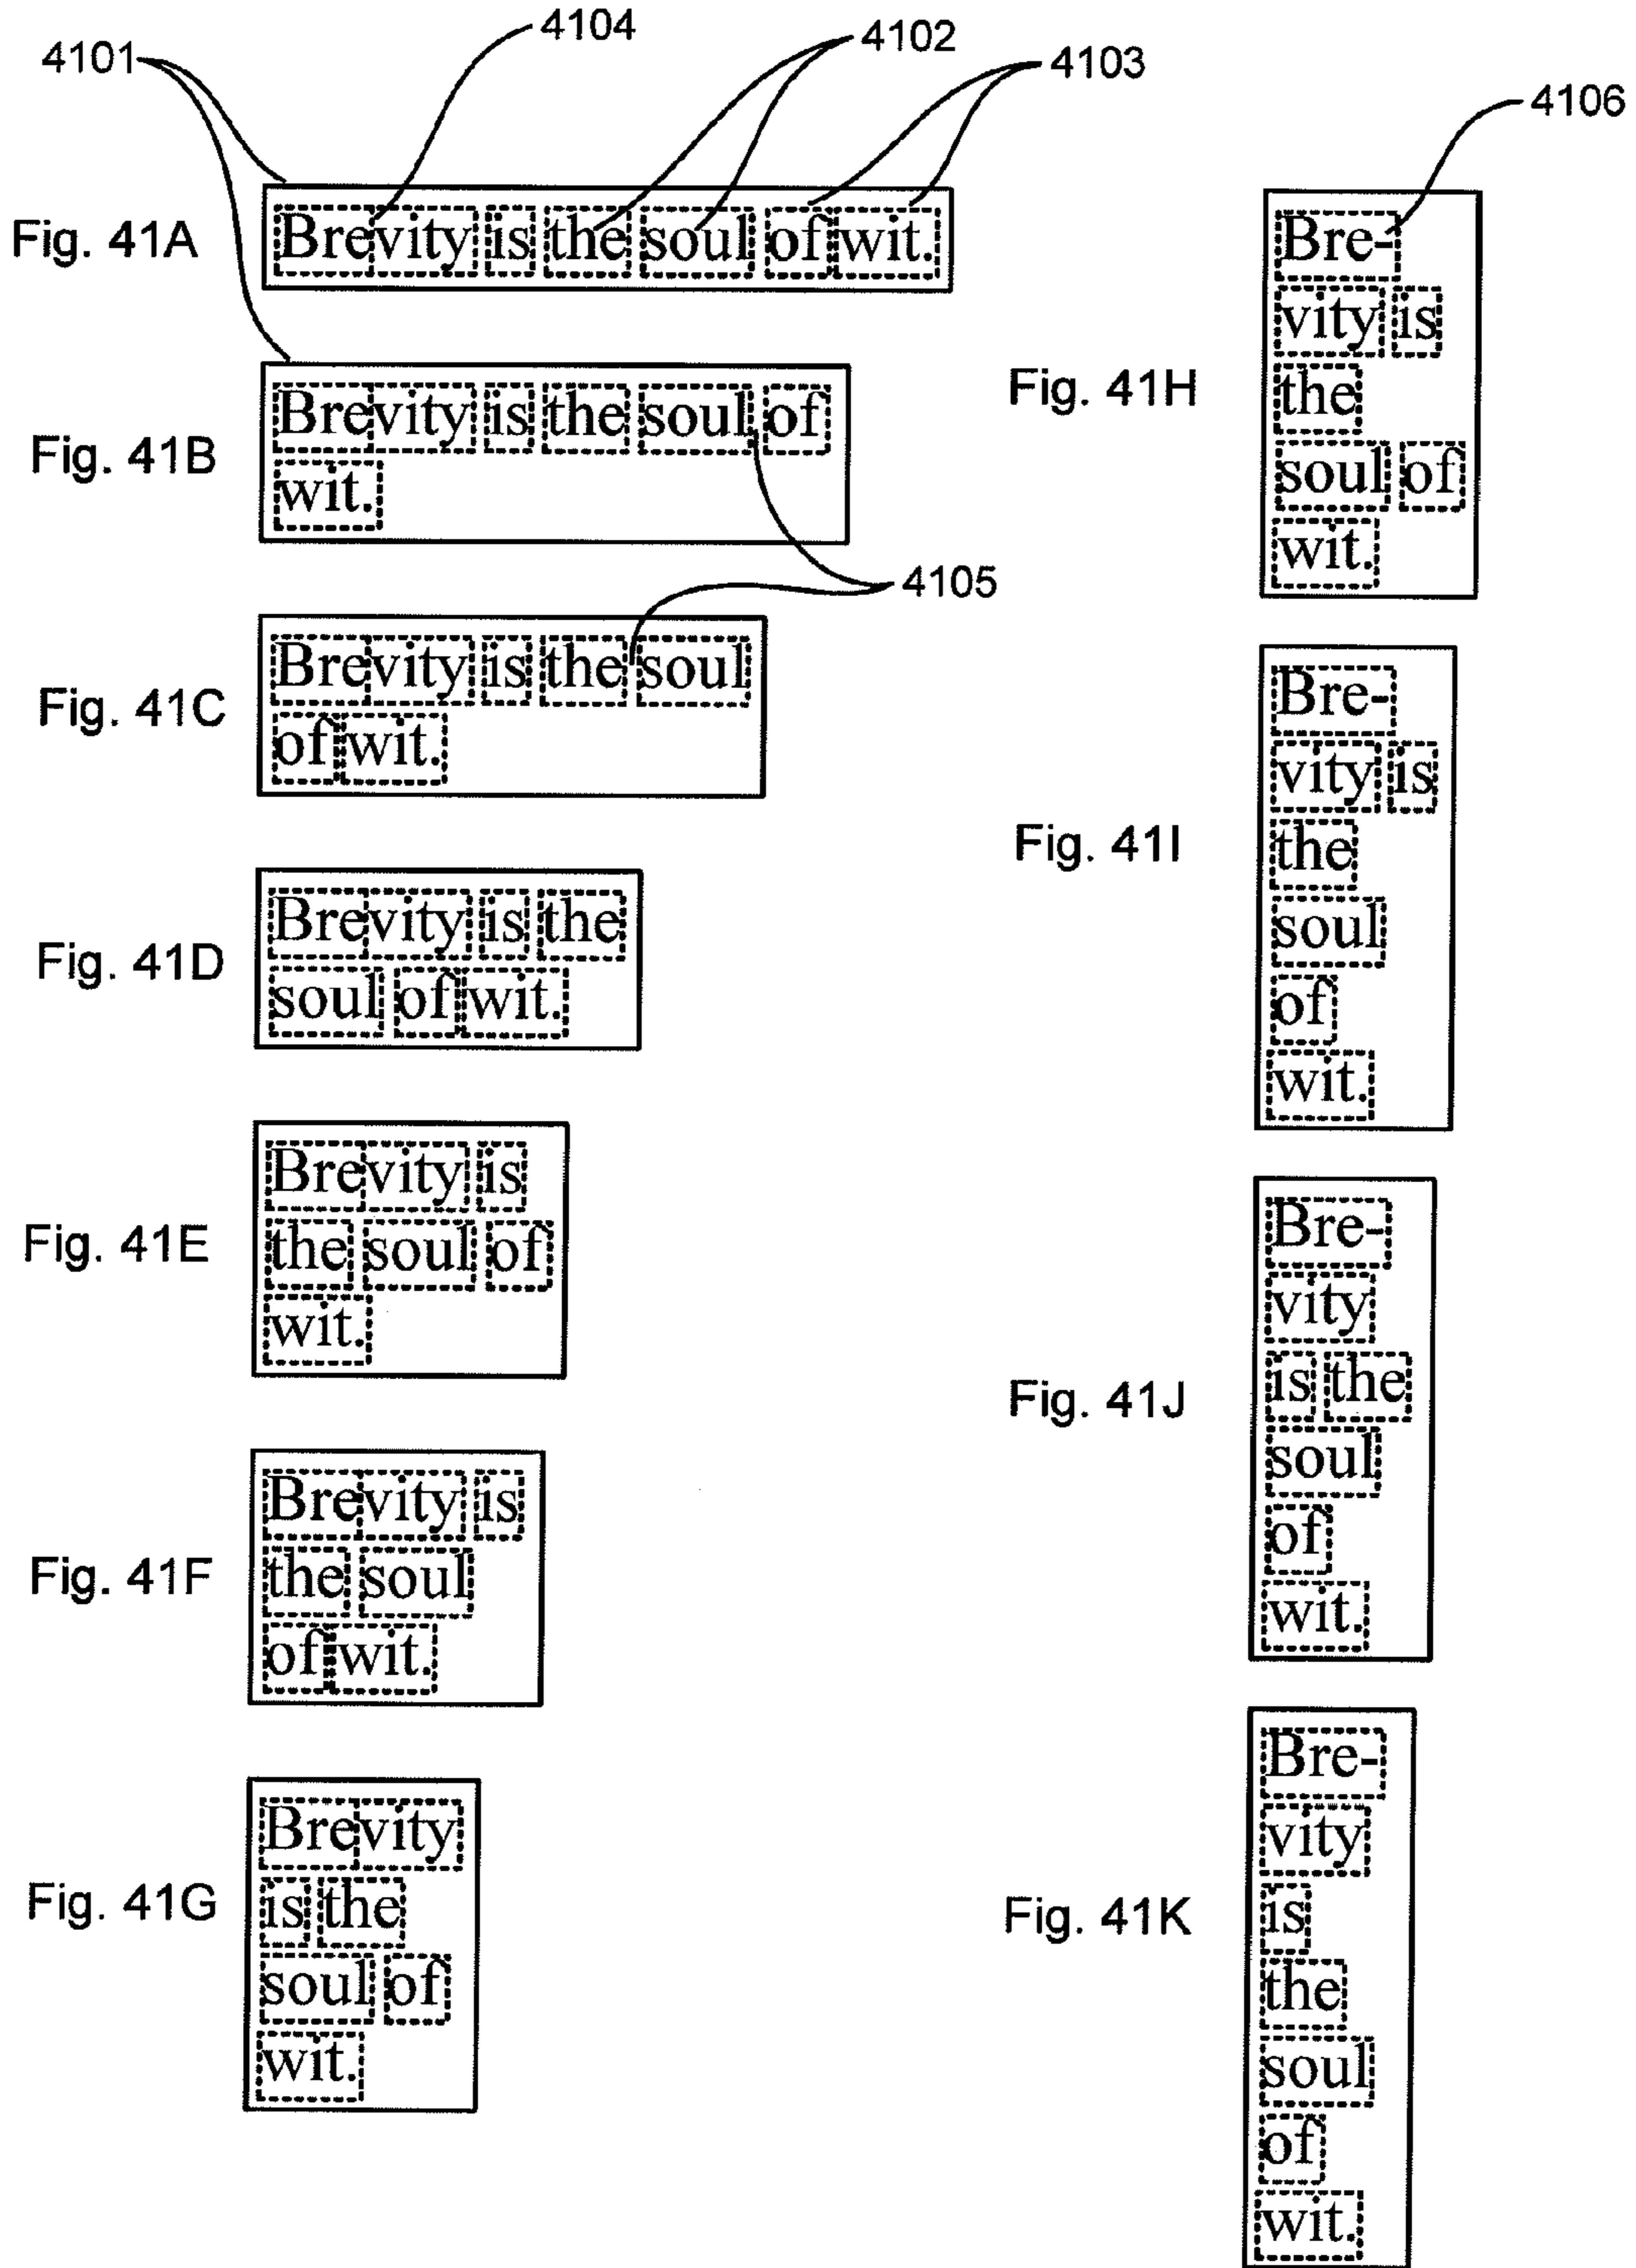 4104
4102
4101
4103
Fig. 41A
Brevity is the soul of wit.
Fig. 41B
Brevity is the soul of
wit.
4105
Fig. 41C
Brevity is the soul
of wit.
Fig. 41D
Brevity is the
soul of wit.
Fig. 41E
Brevity is
the soul of
wit.
Fig. 41F
Brevity is
the soul
of wit.
Fig. 41G
Brevity
is the
soul of
wit.
4106
Fig. 41H
Bre-
vity is
the
soul of
wit.
Fig. 41I
Bre-
vity is
the
soul
of
wit.
Fig. 41J
Bre-
vity
is the
soul
of
wit.
Fig. 41K
Bre-
vity
is
the
soul
of
wit.